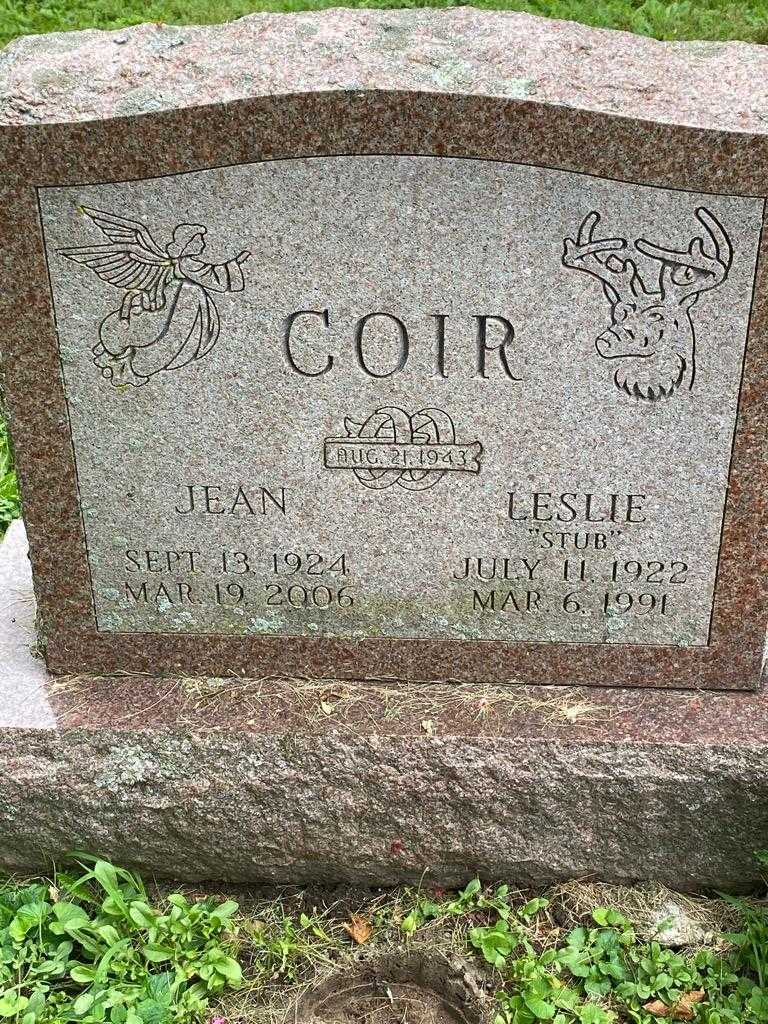 COIR
AUG. 21, 1943
JEAN
SEPT. 13, 1924
MAR. 19, 2006
LESLIE
"STUB"
JULY 11, 1922
MAR. 6, 1991